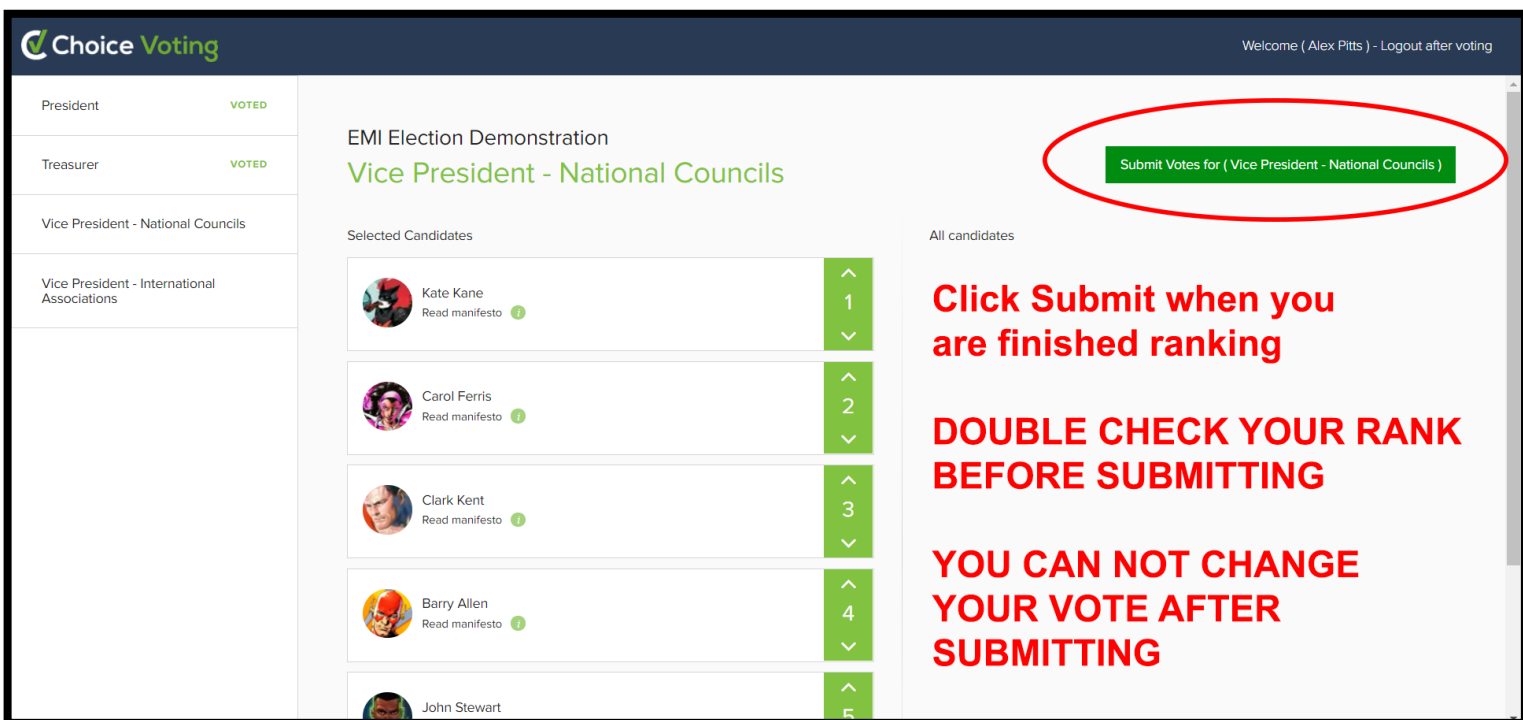 Choice Voting
Welcome ( Alex Pitts ) - Logout after voting
President VOTED
Treasurer VOTED
Vice President - National Councils
Vice President - International
Associations
EMI Election Demonstration
Vice President - National Councils
Submit Votes for ( Vice President - National Councils )
Selected Candidates
Kate Kane
Read manifesto i
1
Carol Ferris
Read manifesto i
2
Clark Kent
Read manifesto i
3
Barry Allen
Read manifesto i
4
John Stewart
5
All candidates
Click Submit when you
are finished ranking
DOUBLE CHECK YOUR RANK
BEFORE SUBMITTING
YOU CAN NOT CHANGE
YOUR VOTE AFTER
SUBMITTING